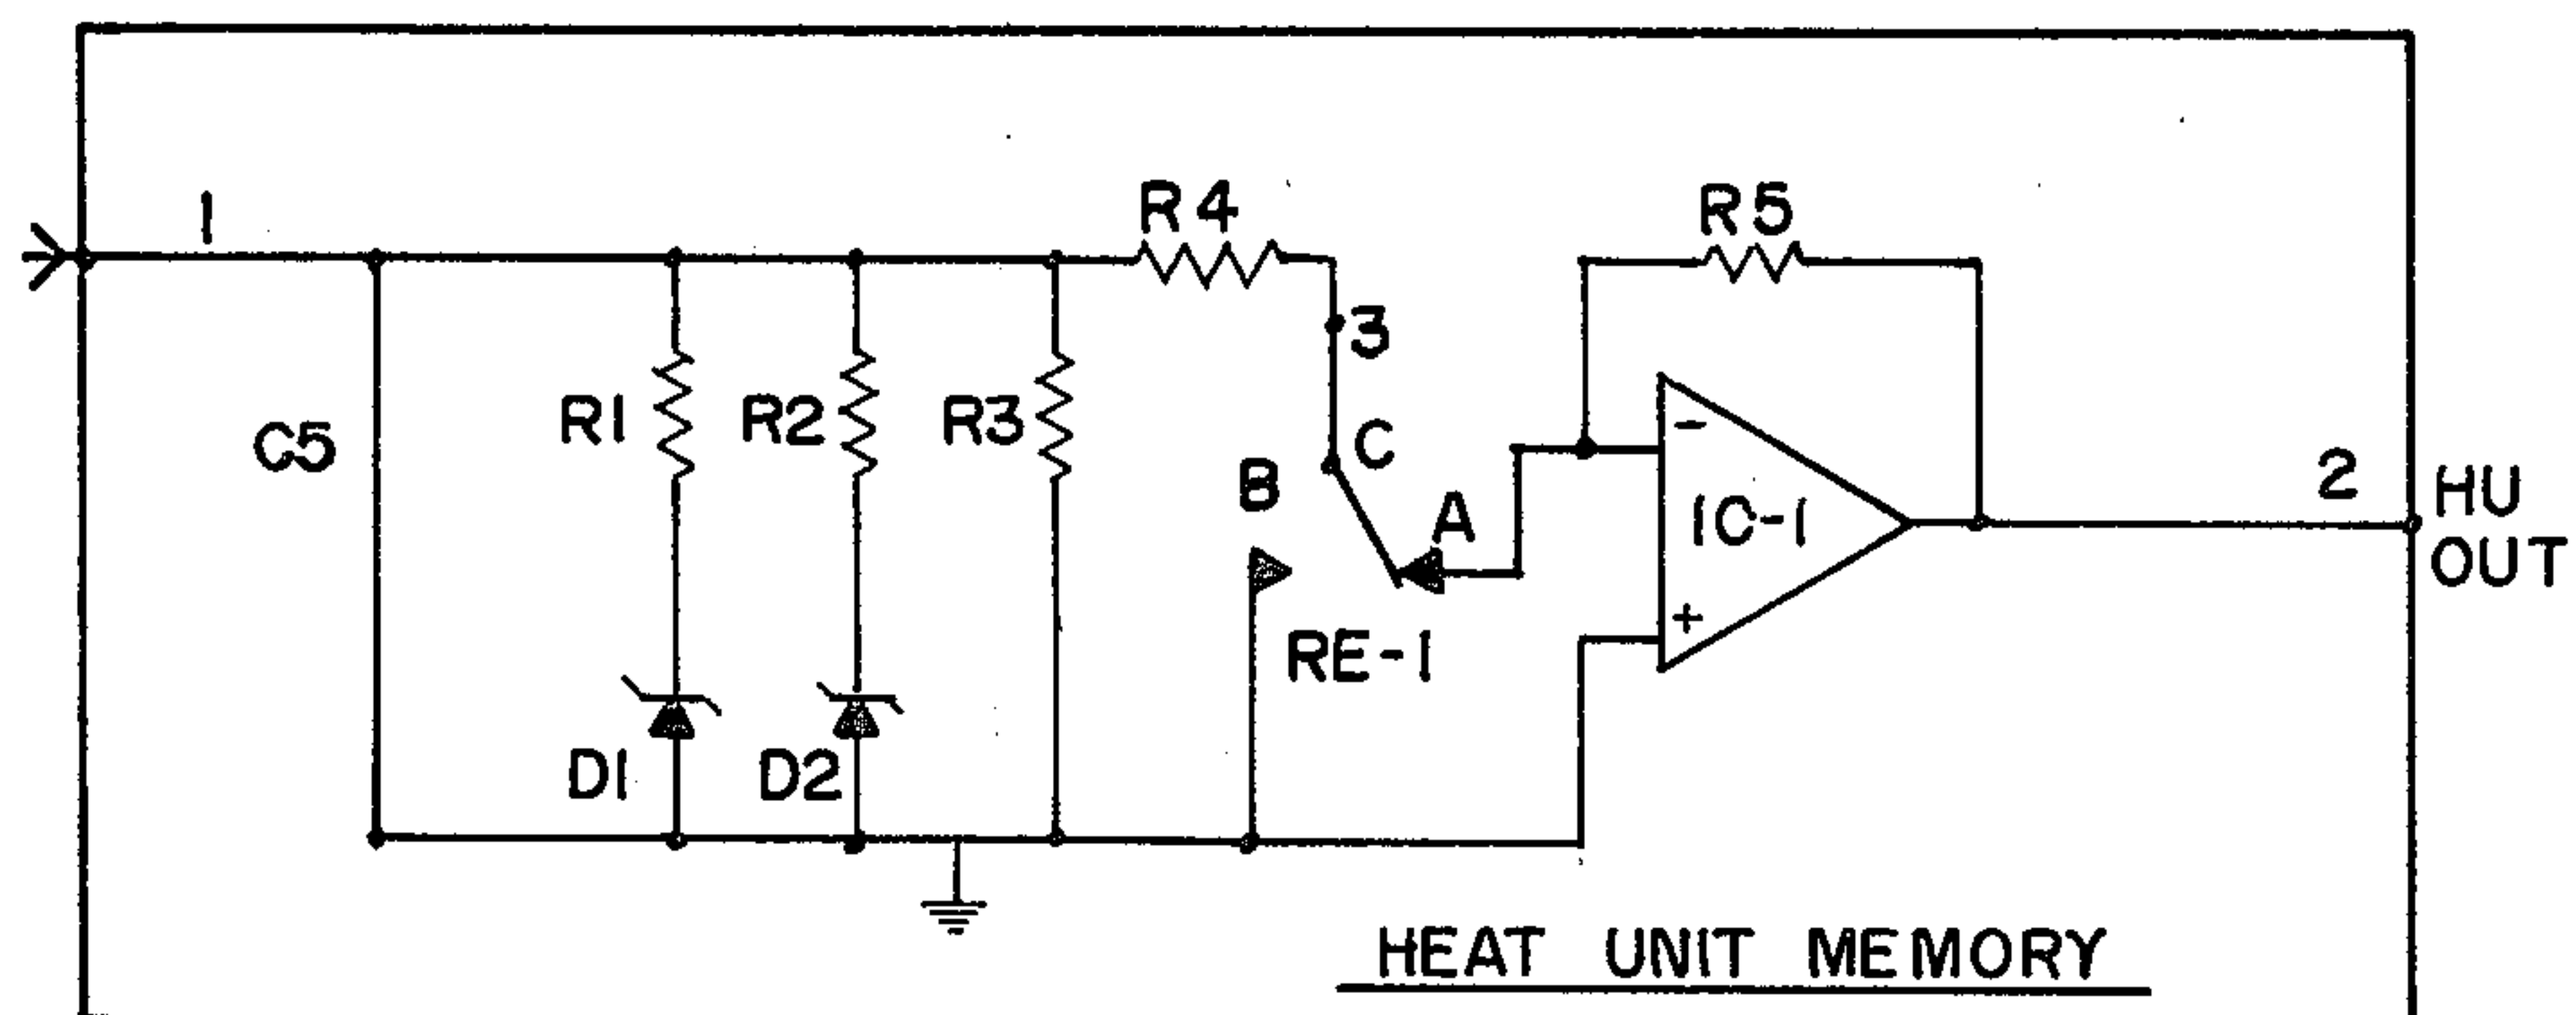 1
R4
R5
3
C5
R1
R2
R3
B
C
A
-
IC-1
+
2
HU
OUT
RE-1
D1
D2
HEAT UNIT MEMORY